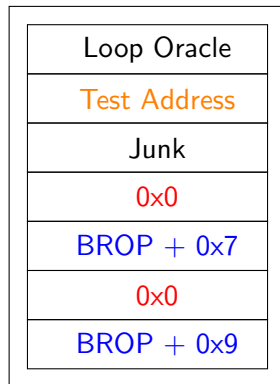 Loop Oracle
Test Address
Junk
0x0
BROP + 0x7
0x0
BROP + 0x9